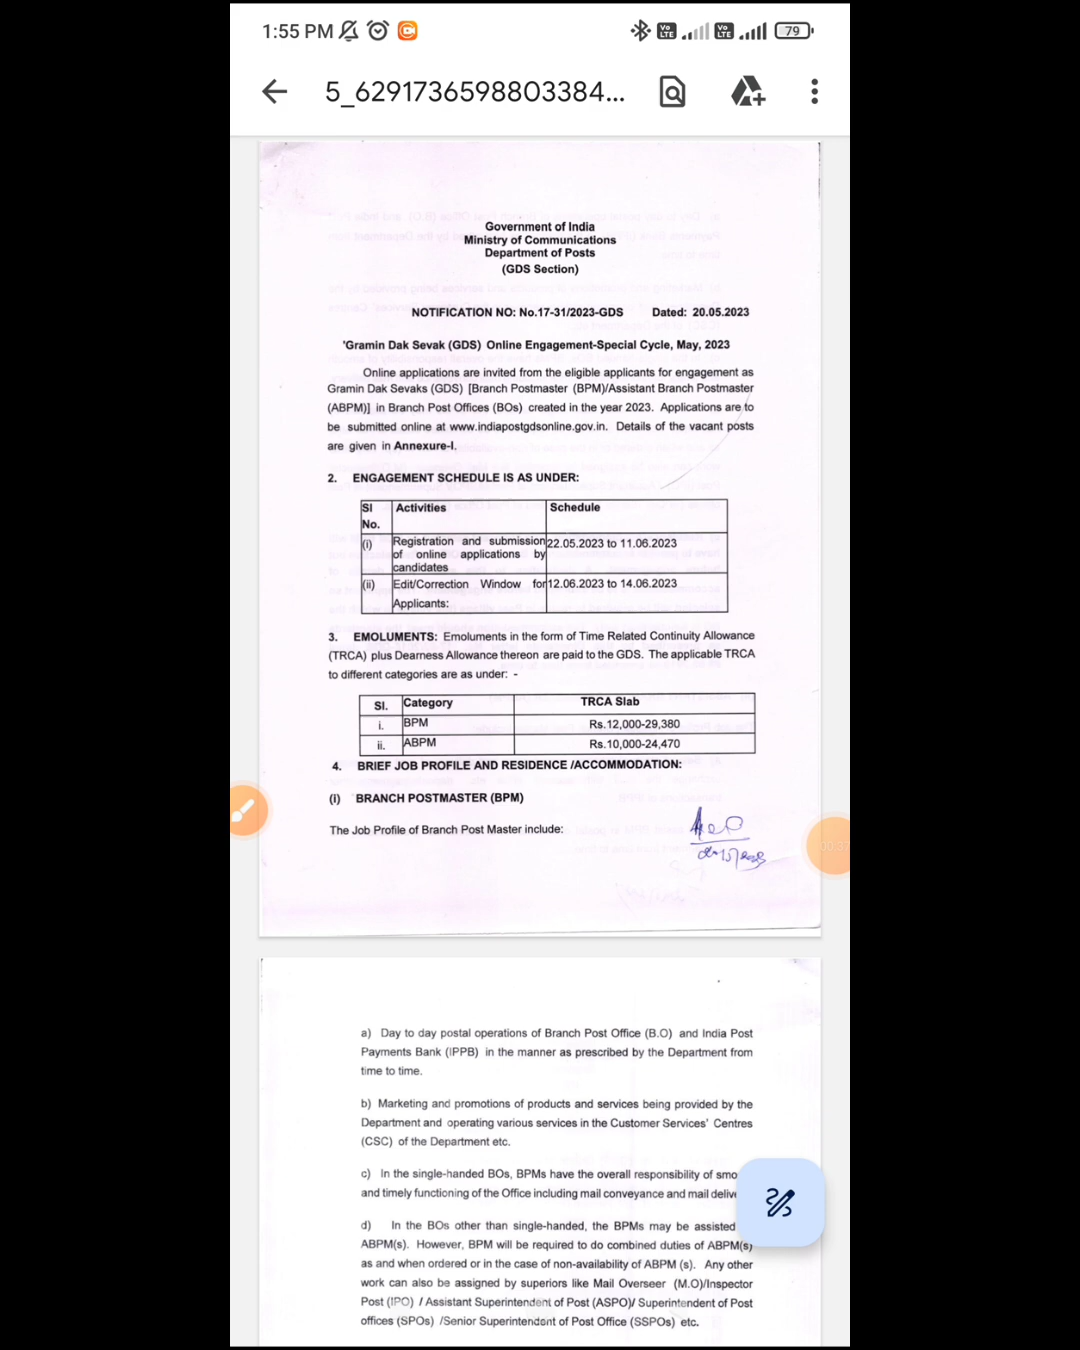 1:55 PM
Vo LTE
Vo LTE
79
5_6291736598803384...
Government of India
Ministry of Communications
Department of Posts
(GDS Section)
NOTIFICATION NO: No.17-31/2023-GDS Dated: 20.05.2023
'Gramin Dak Sevak (GDS) Online Engagement-Special Cycle, May, 2023
Online applications are invited from the eligible applicants for engagement as
Gramin Dak Sevaks (GDS) [Branch Postmaster (BPM)/Assistant Branch Postmaster
(ABPM)] in Branch Post Offices (BOs) created in the year 2023. Applications are to
be submitted online at www.indiapostgdsonline.gov.in. Details of the vacant posts
are given in Annexure-I.
2. ENGAGEMENT SCHEDULE IS AS UNDER:
Sl Activities Schedule
No.
(i) Registration and submission 22.05.2023 to 11.06.2023
of online applications by
candidates
(ii) Edit/Correction Window for 12.06.2023 to 14.06.2023
Applicants:
3. EMOLUMENTS: Emoluments in the form of Time Related Continuity Allowance
(TRCA) plus Dearness Allowance thereon are paid to the GDS. The applicable TRCA
to different categories are as under: -
Sl. Category TRCA Slab
i. BPM Rs.12,000-29,380
ii. ABPM Rs.10,000-24,470
4. BRIEF JOB PROFILE AND RESIDENCE /ACCOMMODATION:
(i) BRANCH POSTMASTER (BPM)
The Job Profile of Branch Post Master include:
a) Day to day postal operations of Branch Post Office (B.O) and India Post
Payments Bank (IPPB) in the manner as prescribed by the Department from
time to time.
b) Marketing and promotions of products and services being provided by the
Department and operating various services in the Customer Services' Centres
(CSC) of the Department etc.
c) In the single-handed BOs, BPMs have the overall responsibility of smo
and timely functioning of the Office including mail conveyance and mail delive
d) In the BOs other than single-handed, the BPMs may be assisted
ABPM(s). However, BPM will be required to do combined duties of ABPM(s)
as and when ordered or in the case of non-availability of ABPM (s). Any other
work can also be assigned by superiors like Mail Overseer (M.O)/Inspector
Post (IPO) / Assistant Superintendent of Post (ASPO)/ Superintendent of Post
offices (SPOs) /Senior Superintendent of Post Office (SSPOs) etc.